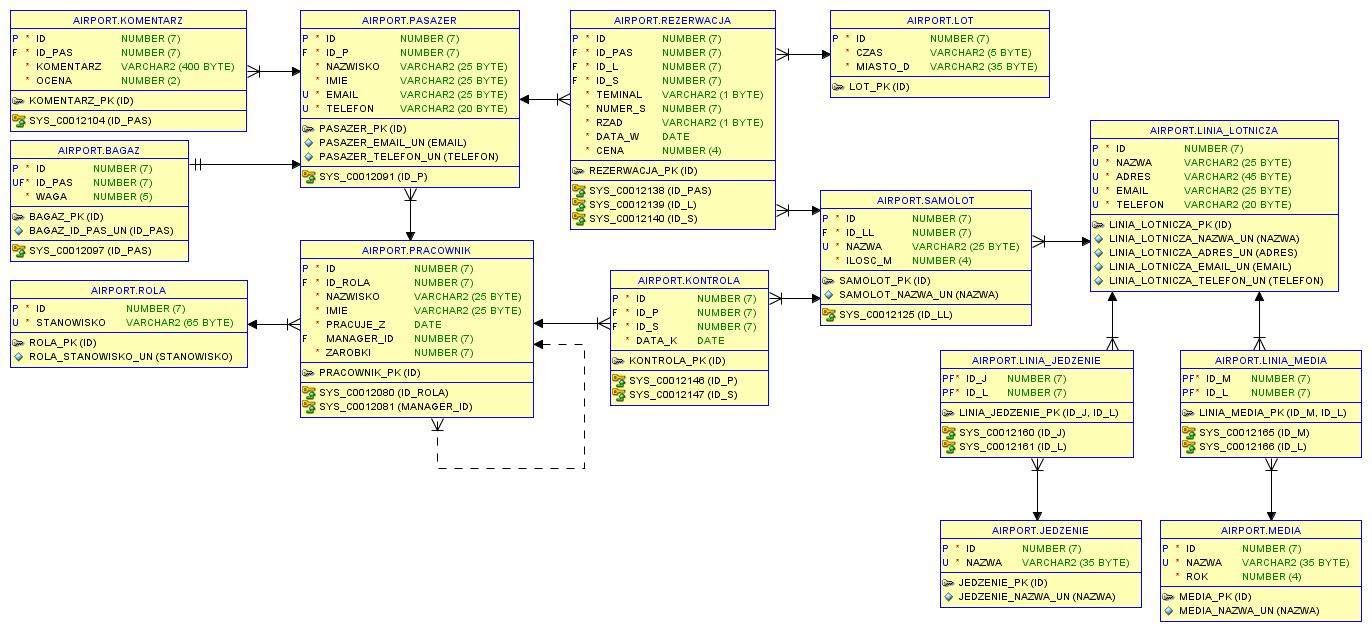 AIRPORT.KOMENTARZ
P * ID NUMBER (7)
F * ID_PAS NUMBER (7)
* KOMENTARZ VARCHAR2 (400 BYTE)
* OCENA NUMBER (2)
KOMENTARZ_PK (ID)
SYS_C0012104 (ID_PAS)
AIRPORT.PASAZER
P * ID NUMBER (7)
F * ID_P NUMBER (7)
* NAZWISKO VARCHAR2 (25 BYTE)
* IMIE VARCHAR2 (25 BYTE)
U * EMAIL VARCHAR2 (25 BYTE)
U * TELEFON VARCHAR2 (20 BYTE)
PASAZER_PK (ID)
PASAZER_EMAIL_UN (EMAIL)
PASAZER_TELEFON_UN (TELEFON)
SYS_C0012091 (ID_P)
AIRPORT.REZERWACJA
P * ID NUMBER (7)
F * ID_PAS NUMBER (7)
F * ID_L NUMBER (7)
F * ID_S NUMBER (7)
* TEMINAL VARCHAR2 (1 BYTE)
* NUMER_S NUMBER (7)
* RZAD VARCHAR2 (1 BYTE)
* DATA_W DATE
* CENA NUMBER (4)
REZERWACJA_PK (ID)
SYS_C0012138 (ID_PAS)
SYS_C0012139 (ID_L)
SYS_C0012140 (ID_S)
AIRPORT.LOT
P * ID NUMBER (7)
* CZAS VARCHAR2 (5 BYTE)
* MIASTO_D VARCHAR2 (35 BYTE)
LOT_PK (ID)
AIRPORT.LINIA_LOTNICZA
P * ID NUMBER (7)
U * NAZWA VARCHAR2 (25 BYTE)
U * ADRES VARCHAR2 (45 BYTE)
U * EMAIL VARCHAR2 (25 BYTE)
U * TELEFON VARCHAR2 (20 BYTE)
LINIA_LOTNICZA_PK (ID)
LINIA_LOTNICZA_NAZWA_UN (NAZWA)
LINIA_LOTNICZA_ADRES_UN (ADRES)
LINIA_LOTNICZA_EMAIL_UN (EMAIL)
LINIA_LOTNICZA_TELEFON_UN (TELEFON)
AIRPORT.BAGAZ
P * ID NUMBER (7)
UF* ID_PAS NUMBER (7)
* WAGA NUMBER (5)
BAGAZ_PK (ID)
BAGAZ_ID_PAS_UN (ID_PAS)
SYS_C0012097 (ID_PAS)
AIRPORT.SAMOLOT
P * ID NUMBER (7)
F * ID_LL NUMBER (7)
U * NAZWA VARCHAR2 (25 BYTE)
* ILOSC_M NUMBER (4)
SAMOLOT_PK (ID)
SAMOLOT_NAZWA_UN (NAZWA)
SYS_C0012125 (ID_LL)
AIRPORT.ROLA
P * ID NUMBER (7)
U * STANOWISKO VARCHAR2 (65 BYTE)
ROLA_PK (ID)
ROLA_STANOWISKO_UN (STANOWISKO)
AIRPORT.PRACOWNIK
P * ID NUMBER (7)
F * ID_ROLA NUMBER (7)
* NAZWISKO VARCHAR2 (25 BYTE)
* IMIE VARCHAR2 (25 BYTE)
* PRACUJE_Z DATE
F MANAGER_ID NUMBER (7)
* ZAROBKI NUMBER (7)
PRACOWNIK_PK (ID)
SYS_C0012080 (ID_ROLA)
SYS_C0012081 (MANAGER_ID)
AIRPORT.KONTROLA
P * ID NUMBER (7)
F * ID_P NUMBER (7)
F * ID_S NUMBER (7)
* DATA_K DATE
KONTROLA_PK (ID)
SYS_C0012146 (ID_P)
SYS_C0012147 (ID_S)
AIRPORT.LINIA_JEDZENIE
PF* ID_J NUMBER (7)
PF* ID_L NUMBER (7)
LINIA_JEDZENIE_PK (ID_J, ID_L)
SYS_C0012160 (ID_J)
SYS_C0012161 (ID_L)
AIRPORT.LINIA_MEDIA
PF* ID_M NUMBER (7)
PF* ID_L NUMBER (7)
LINIA_MEDIA_PK (ID_M, ID_L)
SYS_C0012165 (ID_M)
SYS_C0012166 (ID_L)
AIRPORT.JEDZENIE
P * ID NUMBER (7)
U * NAZWA VARCHAR2 (35 BYTE)
JEDZENIE_PK (ID)
JEDZENIE_NAZWA_UN (NAZWA)
AIRPORT.MEDIA
P * ID NUMBER (7)
U * NAZWA VARCHAR2 (35 BYTE)
* ROK NUMBER (4)
MEDIA_PK (ID)
MEDIA_NAZWA_UN (NAZWA)